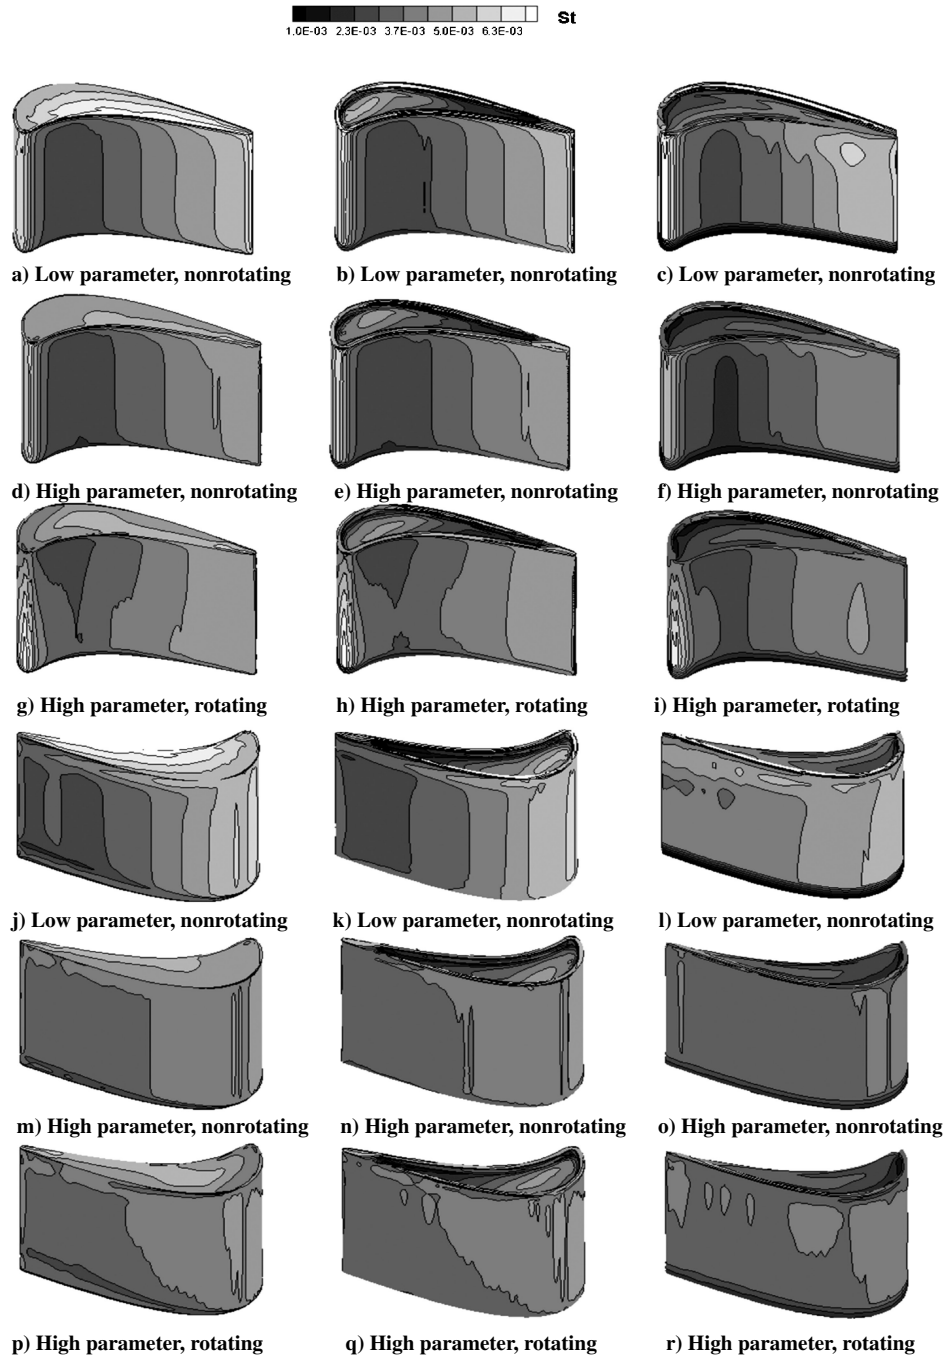 St
1.0E-03 2.3E-03 3.7E-03 5.0E-03 6.3E-03
a) Low parameter, nonrotating b) Low parameter, nonrotating c) Low parameter, nonrotating
d) High parameter, nonrotating e) High parameter, nonrotating f) High parameter, nonrotating
g) High parameter, rotating h) High parameter, rotating i) High parameter, rotating
j) Low parameter, nonrotating k) Low parameter, nonrotating l) Low parameter, nonrotating
m) High parameter, nonrotating n) High parameter, nonrotating o) High parameter, nonrotating
p) High parameter, rotating q) High parameter, rotating r) High parameter, rotating